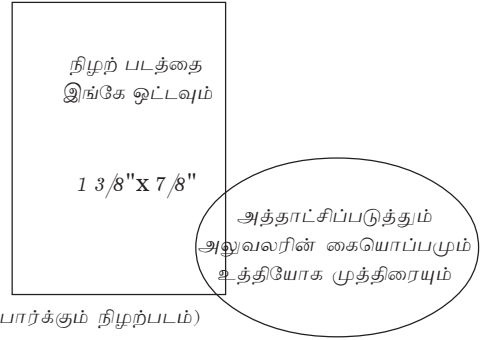 நிழற் படத்தை
இங்கே ஒட்டவும்
1 3/8"x 7/8"
அத்தாட்சிப்படுத்தும்
அலுவலரின் கையொப்பமும்
உத்தியோக முத்திரையும்
பார்க்கும் நிழற்படம்)